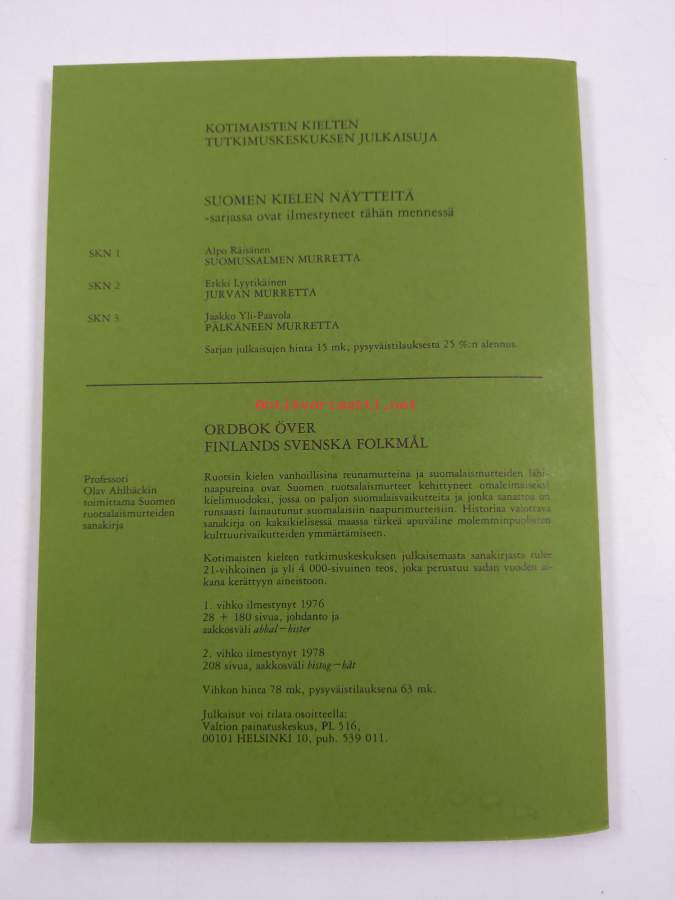 KOTIMAISTEN KIELTEN
TUTKIMUSKESKUKSEN JULKAISUJA
SUOMEN KIELEN NÄYTTEITÄ
-sarjassa ovat ilmestyneet tähän mennessä
SKN 1
Alpo Räisänen
SUOMUSSALMEN MURRETTA
SKN 2
Erkki Lyytikäinen
JURVAN MURRETTA
SKN 3
Jaakko Yli-Paavola
PÄLKÄNEEN MURRETTA
Sarjan julkaisujen hinta 15 mk, pysyväistilauksesta 25 %:n alennus.
Antikvariaatti.net
ORDBOK ÖVER
FINLANDS SVENSKA FOLKMÅL
Professori
Olav Ahlbäckin
toimittama Suomen
ruotsalaismurteiden
sanakirja
Ruotsin kielen vanhoillisina reunamurteina ja suomalaismurteiden lähi-
naapureina ovat Suomen ruotsalaismurteet kehittyneet omaleimaiseksi
kielimuodoksi, jossa on paljon suomalaisvaikutteita ja jonka sanastoa on
runsaasti lainautunut suomalaisiin naapurimurteisiin. Historiaa valottava
sanakirja on kaksikielisessä maassa tärkeä apuväline molemminpuolisten
kulttuurivaikutteiden ymmärtämiseen.
Kotimaisten kielten tutkimuskeskuksen julkaisemasta sanakirjasta tulee
21-vihkoinen ja yli 4 000-sivuinen teos, joka perustuu sadan vuoden ai-
kana kerättyyn aineistoon.
1. vihko ilmestynyt 1976
28 + 180 sivua, johdanto ja
aakkosväli abbal–bister
2. vihko ilmestynyt 1978
208 sivua, aakkosväli bistog–båt
Vihkon hinta 78 mk, pysyväistilauksena 63 mk.
Julkaisut voi tilata osoitteella:
Valtion painatuskeskus, PL 516,
00101 HELSINKI 10, puh. 539 011.